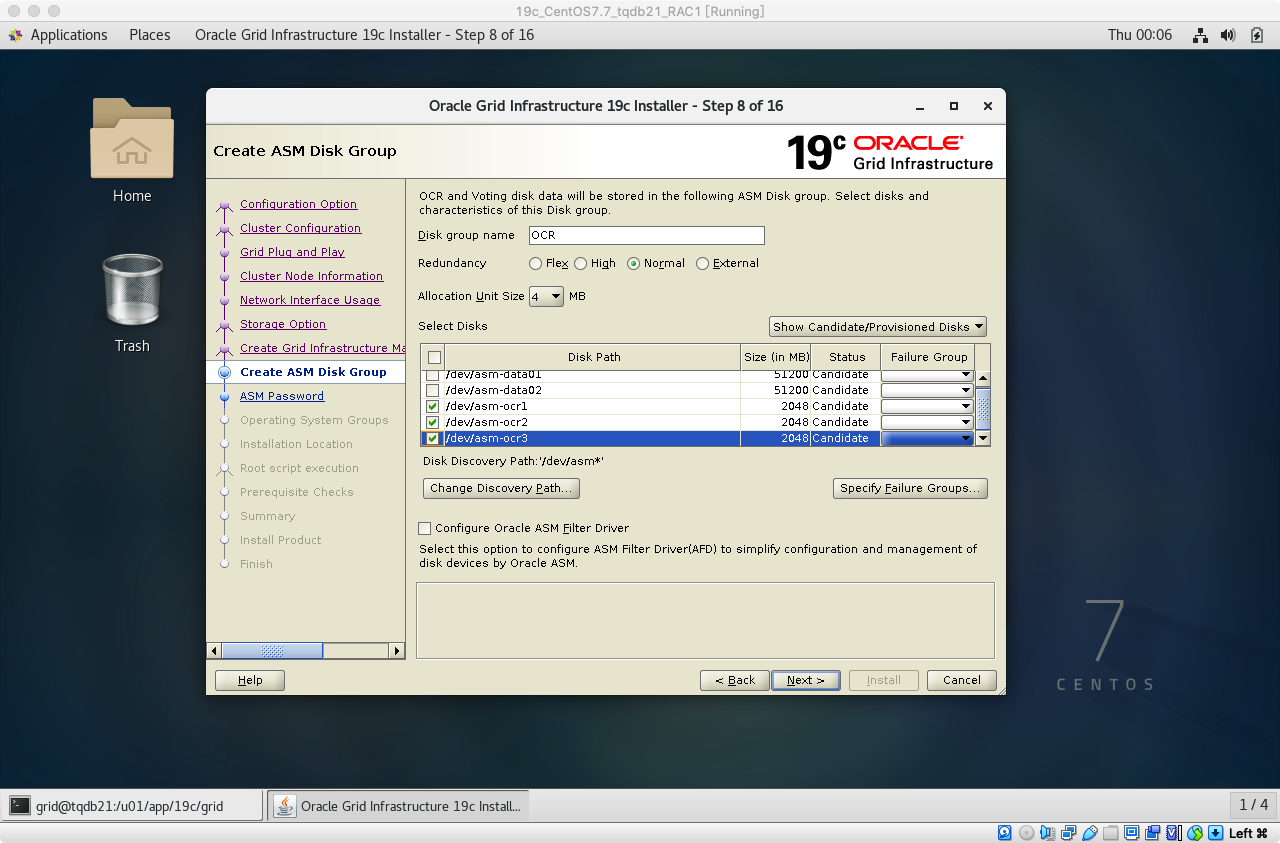 19c_CentOS7.7_tqdb21_RAC1 [Running]
Applications Places Oracle Grid Infrastructure 19c Installer - Step 8 of 16 Thu 00:06
Home
Trash
Oracle Grid Infrastructure 19c Installer - Step 8 of 16
Create ASM Disk Group
19c ORACLE
Grid Infrastructure
Configuration Option
Cluster Configuration
Grid Plug and Play
Cluster Node Information
Network Interface Usage
Storage Option
Create Grid Infrastructure Ma
Create ASM Disk Group
ASM Password
Operating System Groups
Installation Location
Root script execution
Prerequisite Checks
Summary
Install Product
Finish
OCR and Voting disk data will be stored in the following ASM Disk group. Select disks and
characteristics of this Disk group.
Disk group name OCR
Redundancy Flex High Normal External
Allocation Unit Size 4 MB
Select Disks Show Candidate/Provisioned Disks
Disk Path Size (in MB) Status Failure Group
/dev/asm-data01 51200 Candidate
/dev/asm-data02 51200 Candidate
/dev/asm-ocr1 2048 Candidate
/dev/asm-ocr2 2048 Candidate
/dev/asm-ocr3 2048 Candidate
Disk Discovery Path:'/dev/asm*'
Change Discovery Path... Specify Failure Groups...
Configure Oracle ASM Filter Driver
Select this option to configure ASM Filter Driver(AFD) to simplify configuration and management of
disk devices by Oracle ASM.
Help < Back Next > Install Cancel
7
CENTOS
grid@tqdb21:/u01/app/19c/grid Oracle Grid Infrastructure 19c Install... 1 / 4
Left ⌘